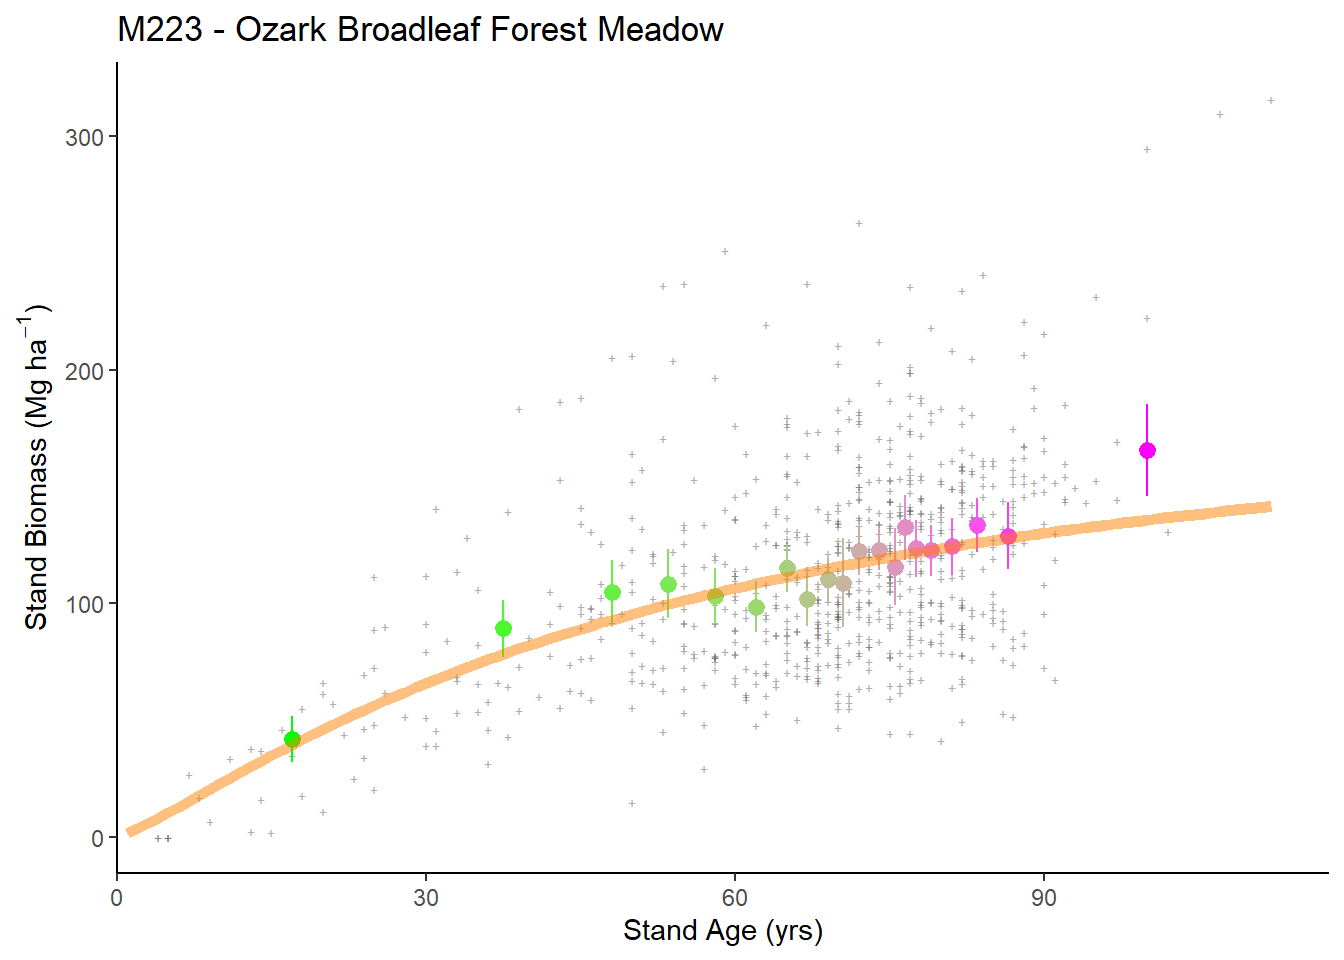 M223 - Ozark Broadleaf Forest Meadow
Stand Biomass (Mg ha⁻¹)
300
200
100
0
0 30 60 90
Stand Age (yrs)